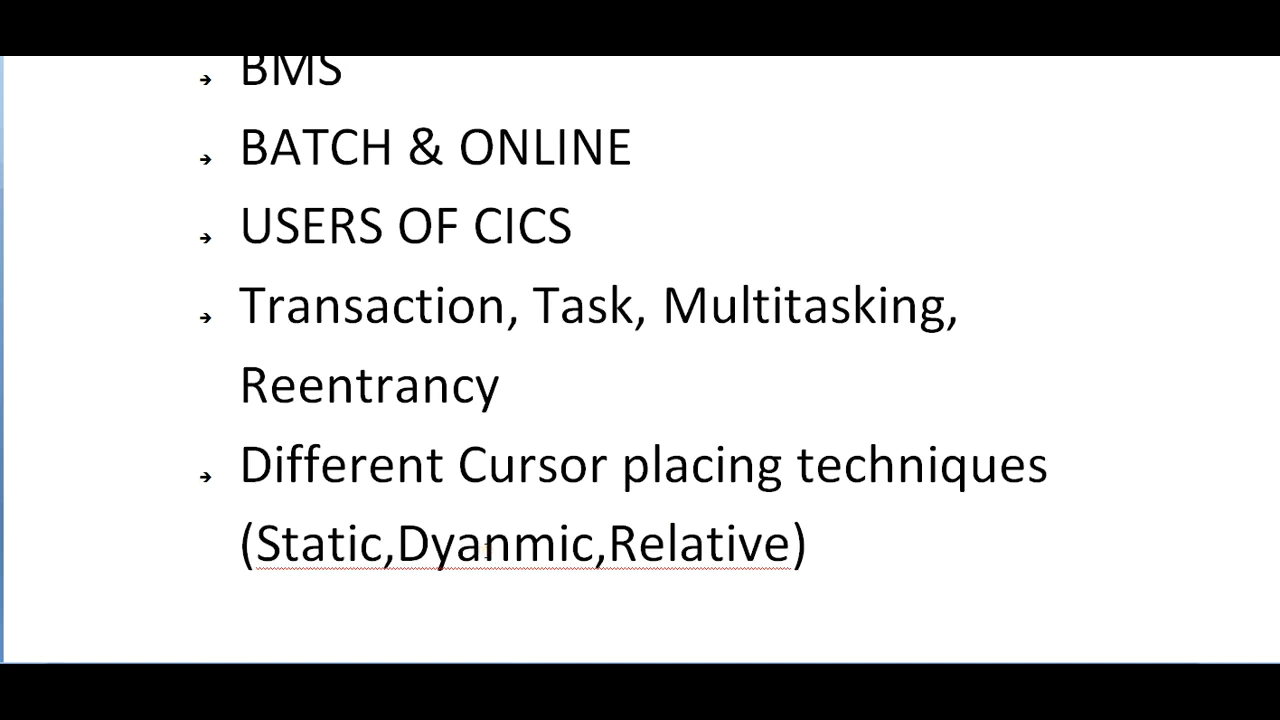 → BMS
→ BATCH & ONLINE
→ USERS OF CICS
→ Transaction, Task, Multitasking,
Reentrancy
→ Different Cursor placing techniques
(Static,Dyanmic,Relative)